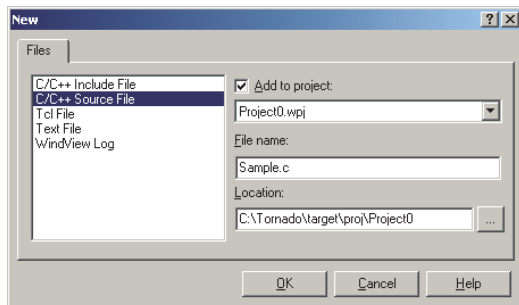 New
Files
C/C++ Include File
C/C++ Source File
Tcl File
Text File
WindView Log
Add to project:
Project0.wpj
File name:
Sample.c
Location:
C:\Tornado\target\proj\Project0
...
OK
Cancel
Help